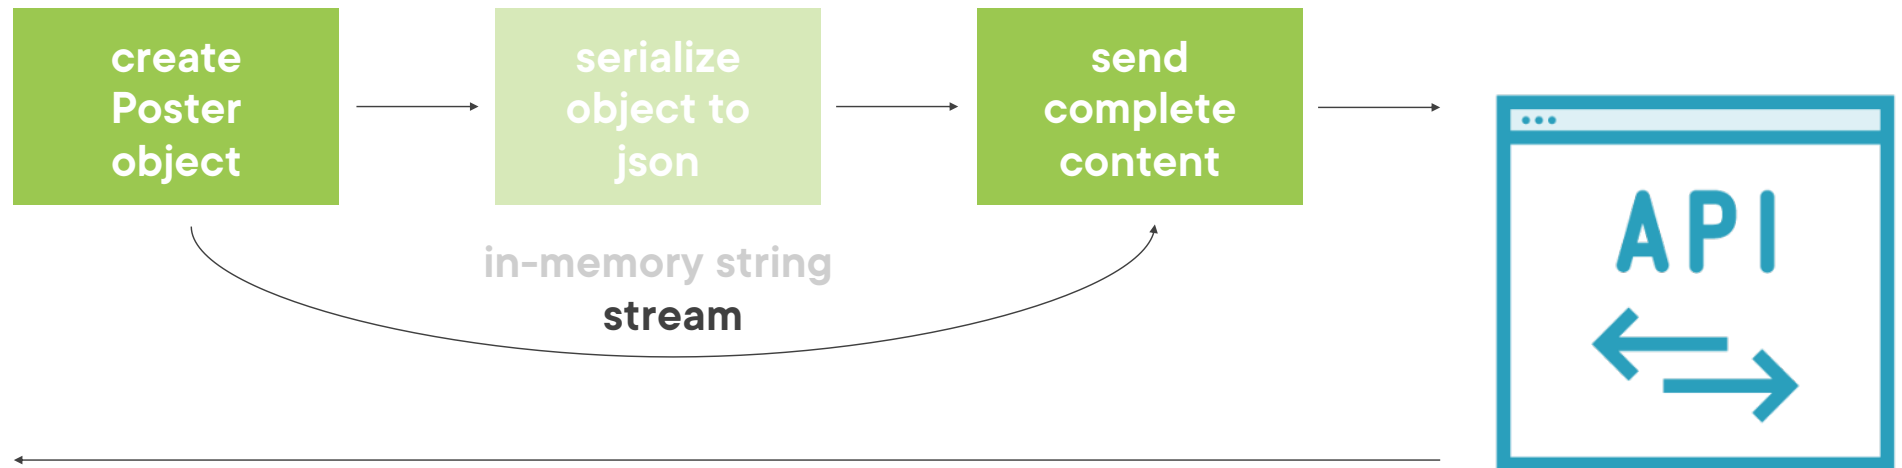 create
Poster
object
serialize
object to
json
send
complete
content
in-memory string
stream
API